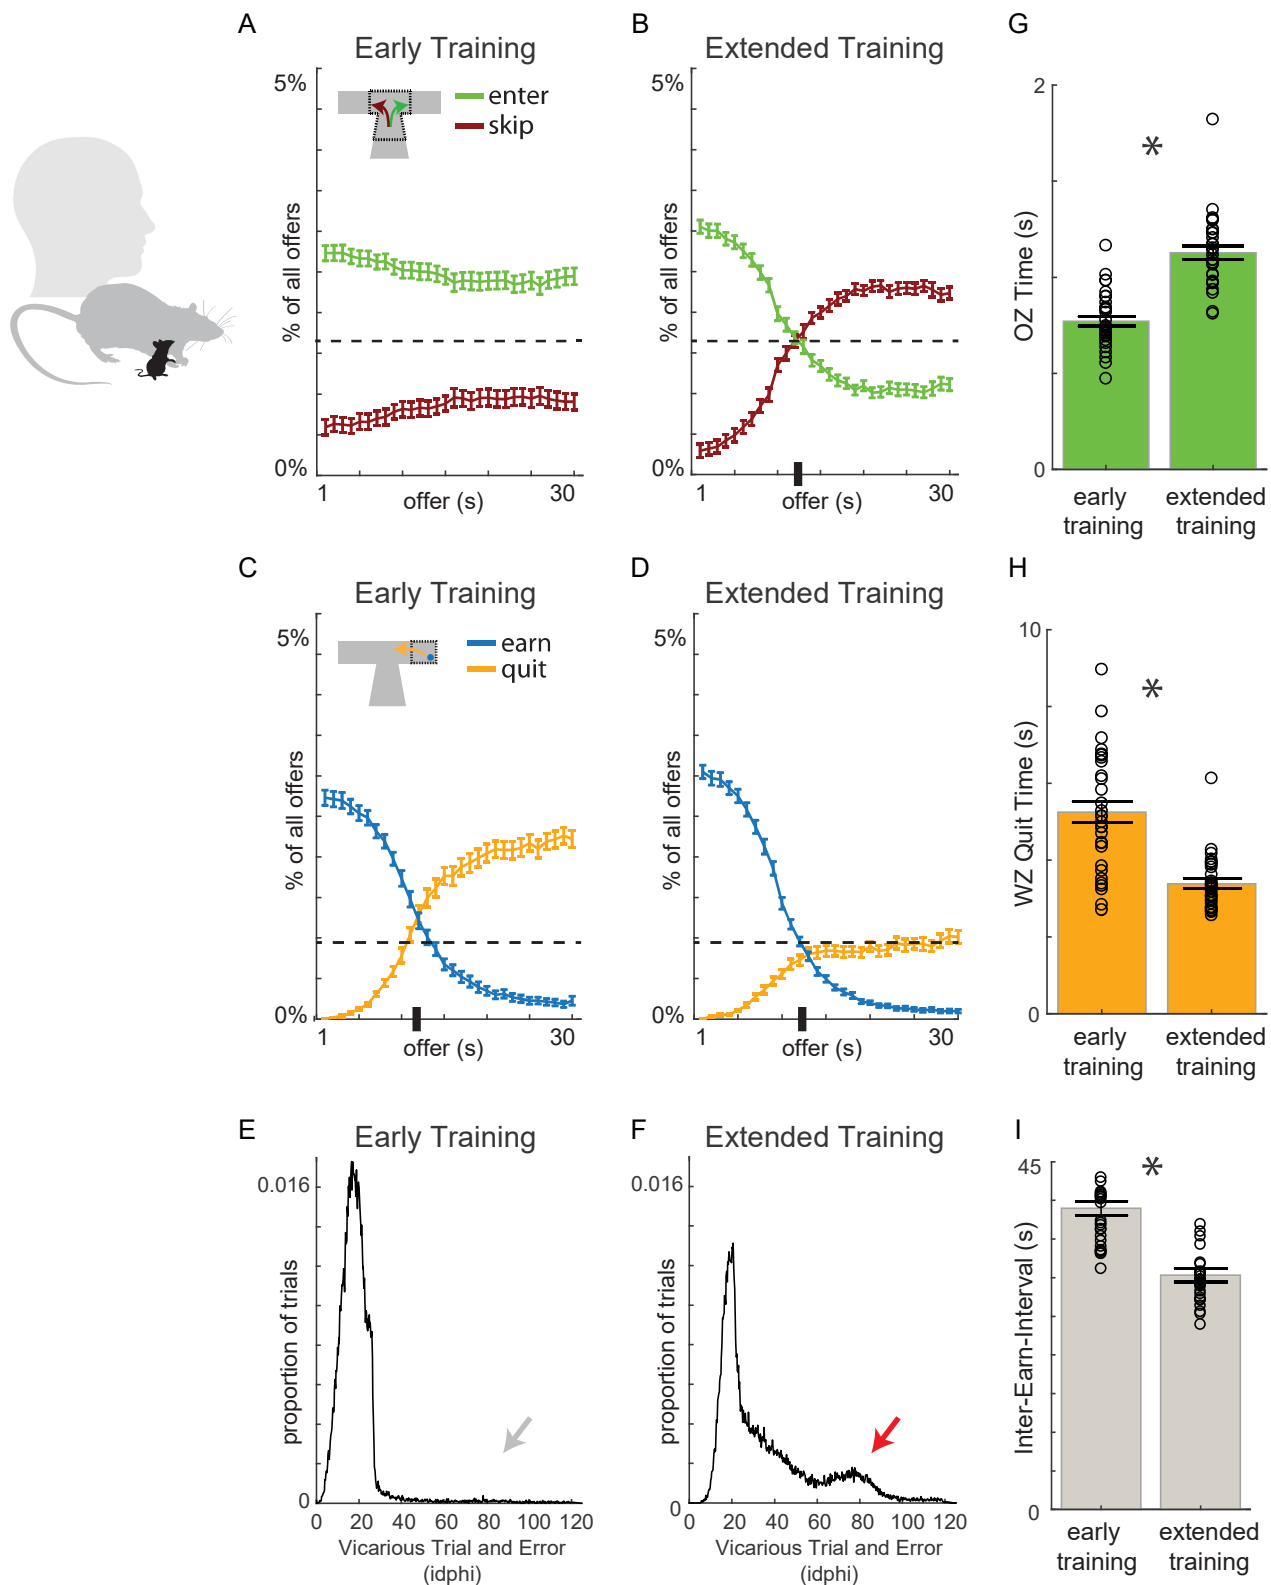 A
Early Training
5%
enter
skip
% of all offers
0%
1
30
offer (s)
B
Extended Training
5%
% of all offers
0%
1
30
offer (s)
G
2
*
OZ Time (s)
0
early
training
extended
training
C
Early Training
5%
earn
quit
% of all offers
0%
1
30
offer (s)
D
Extended Training
5%
% of all offers
0%
1
30
offer (s)
H
10
*
WZ Quit Time (s)
0
early
training
extended
training
E
Early Training
0.016
proportion of trials
0
0 20 40 60 80 100 120
Vicarious Trial and Error
(idphi)
F
Extended Training
0.016
proportion of trials
0
0 20 40 60 80 100 120
Vicarious Trial and Error
(idphi)
I
45
*
Inter-Earn-Interval (s)
0
early
training
extended
training